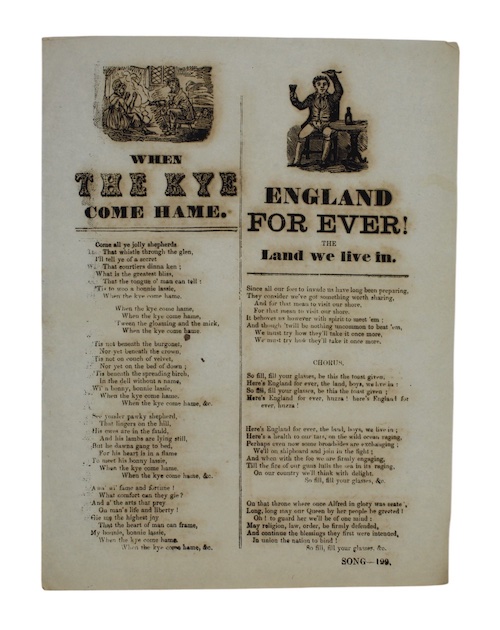 WHEN
THE KYE
COME HAME.
Come all ye jolly shepherds
That whistle through the glen,
I'll tell ye of a secret
That courtiers dinna ken ;
What is the greatest bliss,
That the tongue of man can tell !
'Tis to woo a bonnie lassie,
When the kye come hame.
When the kye come hame,
When the kye come hame,
'Tween the gloaming and the mirk,
When the kye come hame.
'Tis not beneath the burgonet,
Nor yet beneath the crown,
'Tis not on couch of velvet,
Nor yet on the bed of down ;
'Tis beneath the spreading birch,
In the dell without a name,
Wi' a bonny, bonnie lassie,
When the kye come hame.
When the kye come hame, &c.
See yonder pawky shepherd,
That lingers on the hill,
His ewes are in the fauld,
And his lambs are lying still,
But he dawna gang to bed,
For his heart is in a flame
To meet his bonny lassie,
When the kye come hame.
When the kye come hame, &c.
Awa' wi' fame and fortune !
What comfort can they gie ?
And a' the arts that prey
On man's life and liberty !
Gie me the highest joy
That the heart of man can frame,
My bonnie, bonnie lassie,
When the kye come hame.
When the kye come hame, &c.
ENGLAND
FOR EVER!
THE
Land we live in.
Since all our foes to invade us have long been preparing,
They consider we've got something worth sharing,
And for that mean to visit our shore.
For that mean to visit our shore.
It behoves us however with spirit to meet 'em :
And though 'twill be nothing uncommon to beat 'em,
We must try how they'll take it once more,
We must try how they'll take it once more.
CHORUS.
So fill, fill your glasses, be this the toast given ;
Here's England for ever, the land, boys, we live in :
So fill, fill your glasses, be this the toast given ;
Here's England for ever, huzza ! here's England for
ever, huzza !
Here's England for ever, the land, boys, we live in ;
Here's a health to our tars, on the wild ocean raging.
Perhaps even now some broadsides are exchanging ;
We'll on shipboard and join in the fight ;
And when with the foe we are firmly engaging,
Till the fire of our guns lulls the sea in its raging,
On our country we'll think with delight.
So fill, fill your glasses, &c.
On that throne where once Alfred in glory was seated,
Long, long may our Queen by her people be greeted !
Oh ! to guard her we'll be of one mind :
May religion, law, order, be firmly defended,
And continue the blessings they first were intended,
In union the nation to bind !
So fill, fill your glasses, &c.
SONG—199.